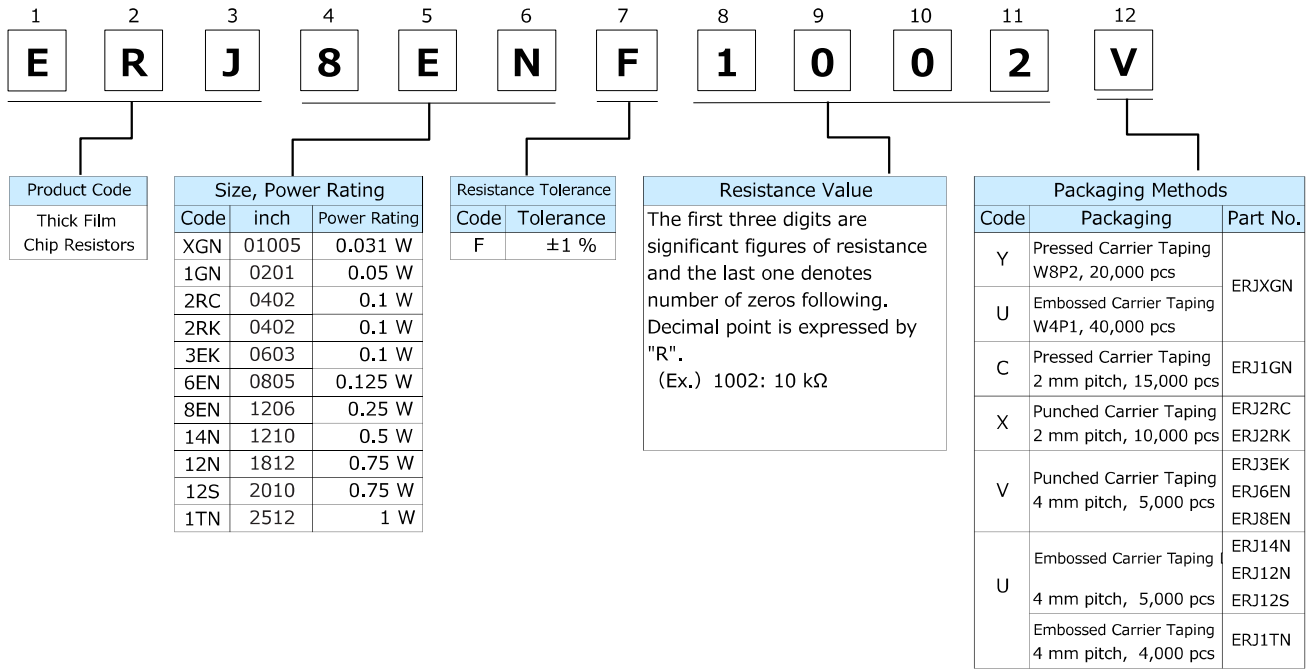 1 2 3 4 5 6 7 8 9 10 11 12
E R J 8 E N F 1 0 0 2 V
Product Code
Thick Film
Chip Resistors
Size, Power Rating
Code inch Power Rating
XGN 01005 0.031 W
1GN 0201 0.05 W
2RC 0402 0.1 W
2RK 0402 0.1 W
3EK 0603 0.1 W
6EN 0805 0.125 W
8EN 1206 0.25 W
14N 1210 0.5 W
12N 1812 0.75 W
12S 2010 0.75 W
1TN 2512 1 W
Resistance Tolerance
Code Tolerance
F ±1 %
Resistance Value
The first three digits are
significant figures of resistance
and the last one denotes
number of zeros following.
Decimal point is expressed by
"R".
（Ex.）1002: 10 kΩ
Packaging Methods
Code Packaging Part No.
Y Pressed Carrier Taping
W8P2, 20,000 pcs
ERJXGN
U Embossed Carrier Taping
W4P1, 40,000 pcs
C Pressed Carrier Taping
2 mm pitch, 15,000 pcs
ERJ1GN
X Punched Carrier Taping
2 mm pitch, 10,000 pcs
ERJ2RC
ERJ2RK
V Punched Carrier Taping
4 mm pitch, 5,000 pcs
ERJ3EK
ERJ6EN
ERJ8EN
U Embossed Carrier Taping
4 mm pitch, 5,000 pcs
ERJ14N
ERJ12N
ERJ12S
Embossed Carrier Taping
4 mm pitch, 4,000 pcs
ERJ1TN